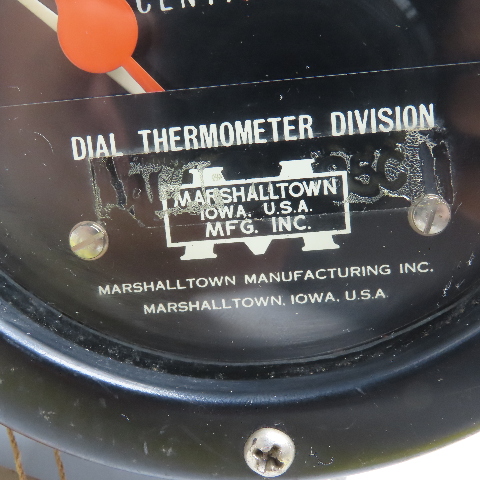 DIAL THERMOMETER DIVISION
MARSHALLTOWN
IOWA. U.S.A.
MFG. INC.
MARSHALLTOWN MANUFACTURING INC.
MARSHALLTOWN, IOWA, U.S.A.